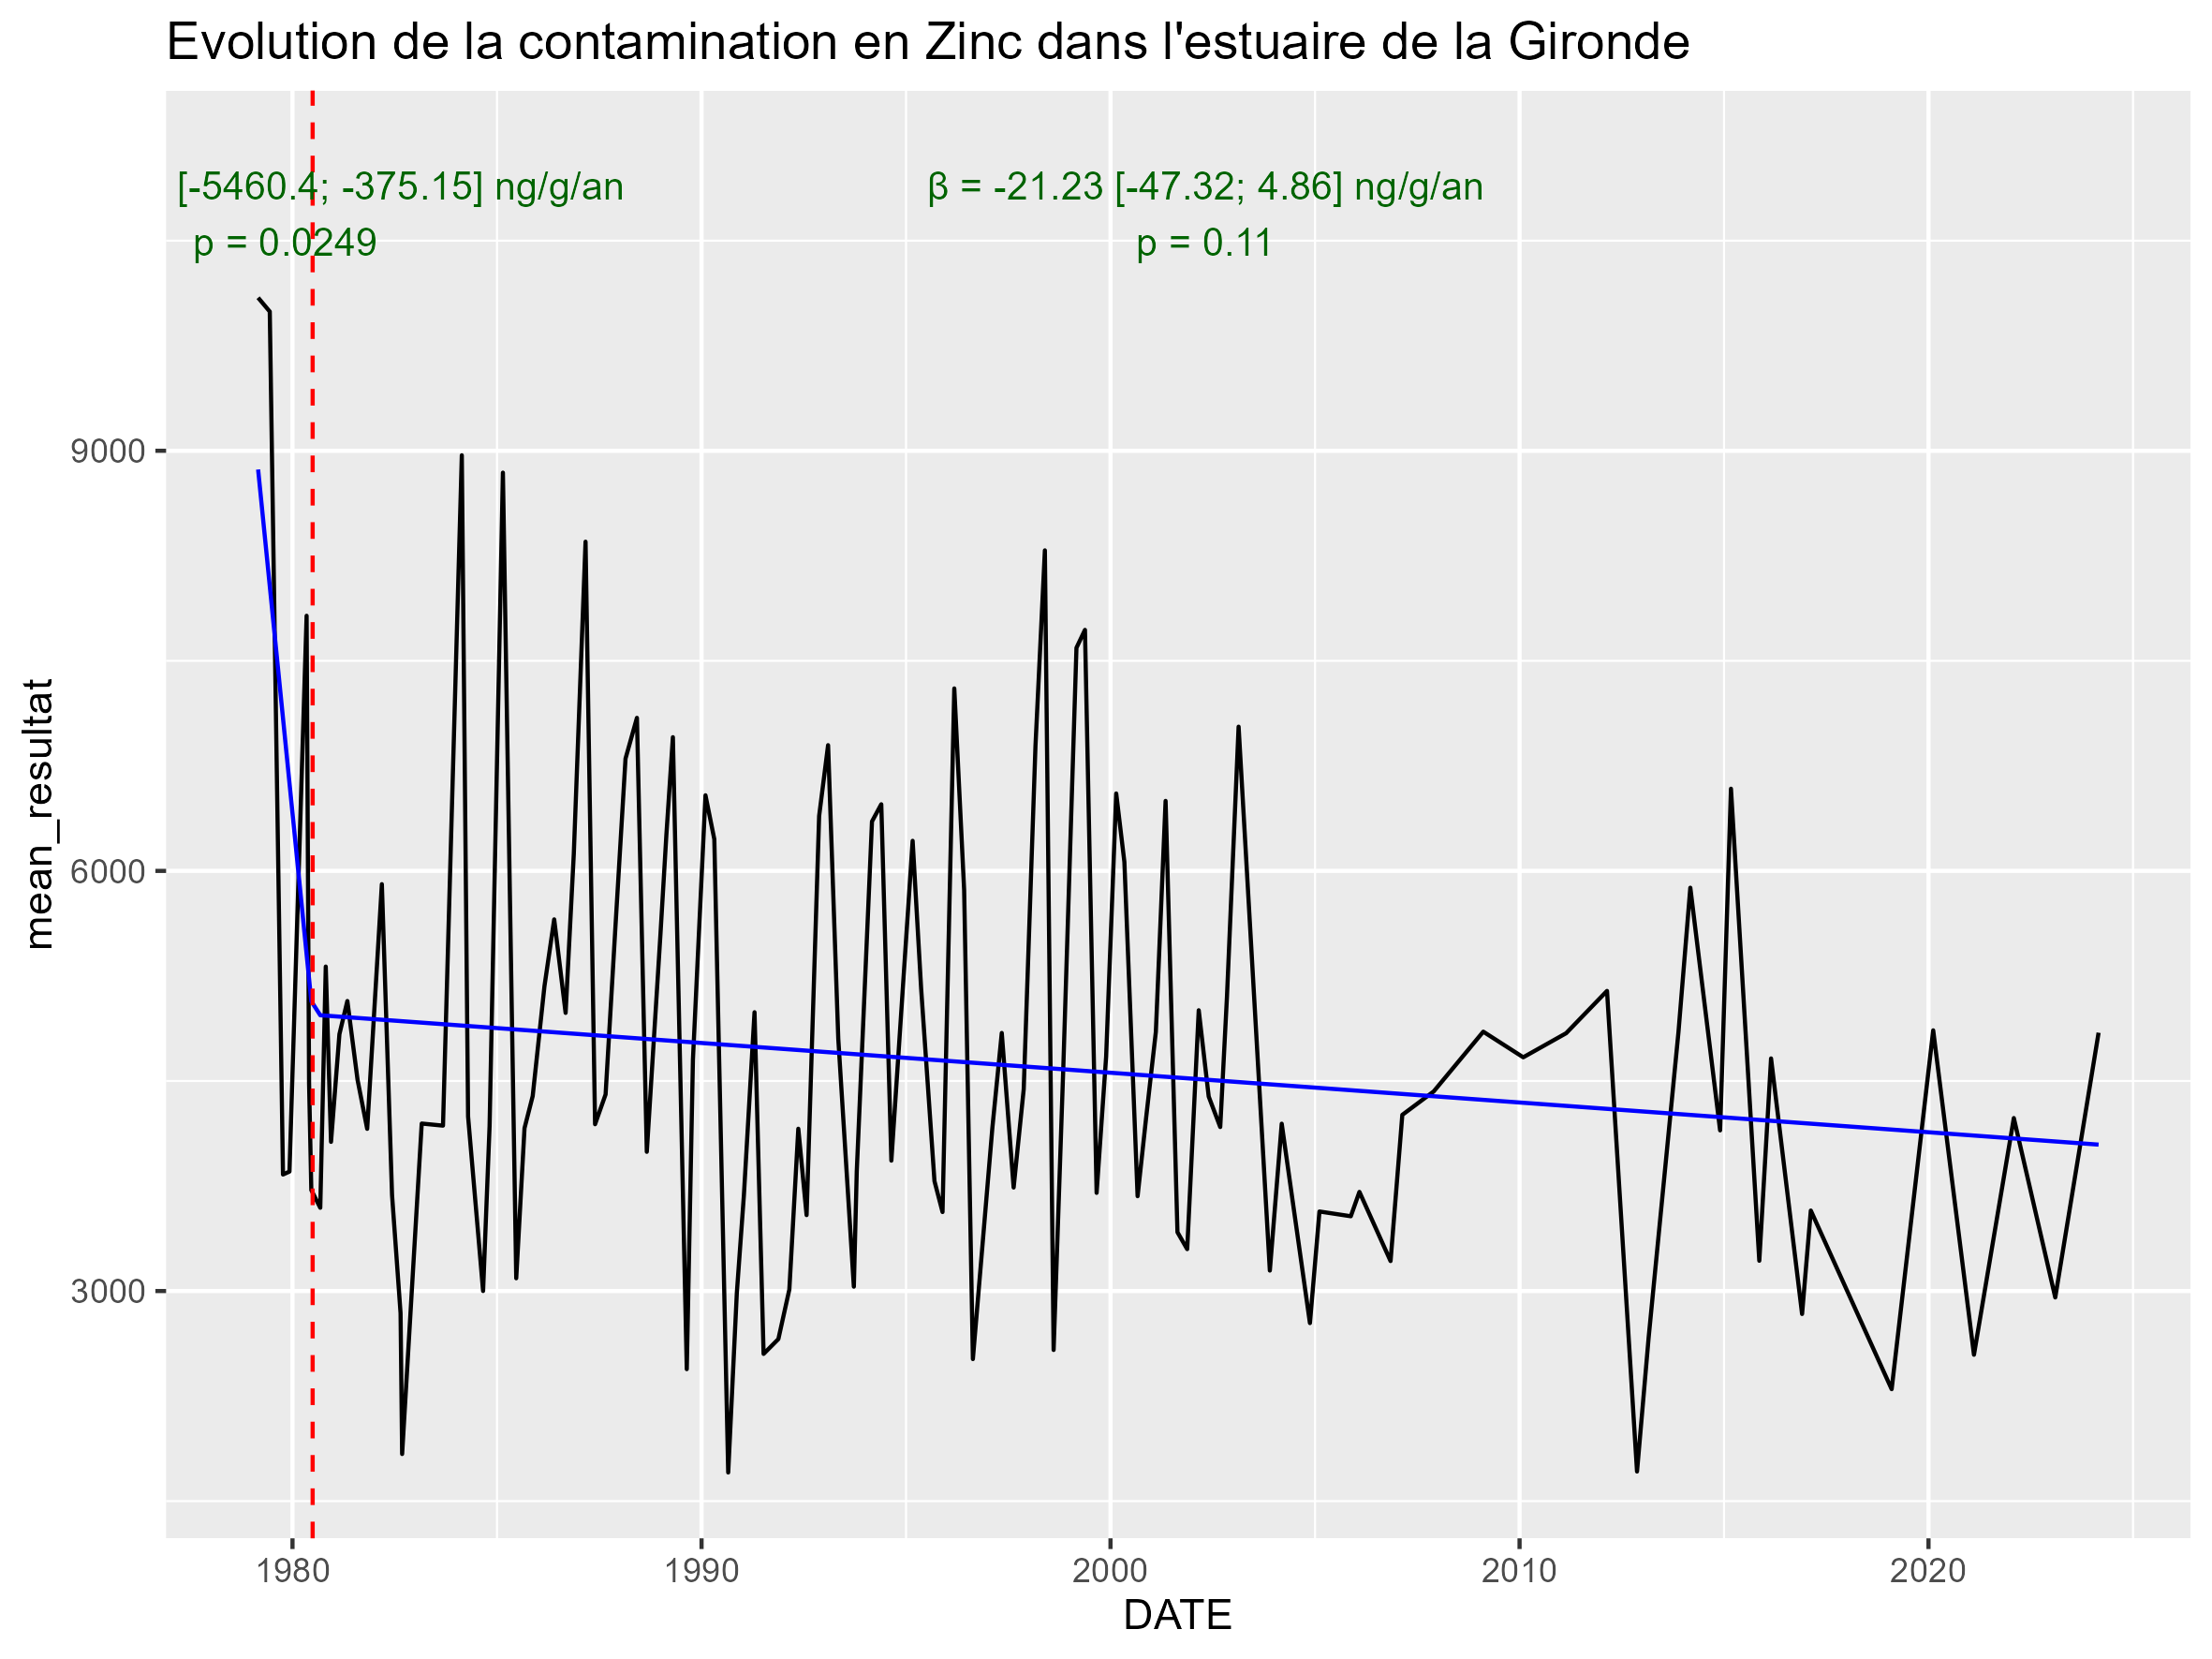 Evolution de la contamination en Zinc dans l'estuaire de la Gironde
[-5460.4; -375.15] ng/g/an
p = 0.0249
β = -21.23 [-47.32; 4.86] ng/g/an
p = 0.11
mean_resultat
9000
6000
3000
1980
1990
2000
2010
2020
DATE